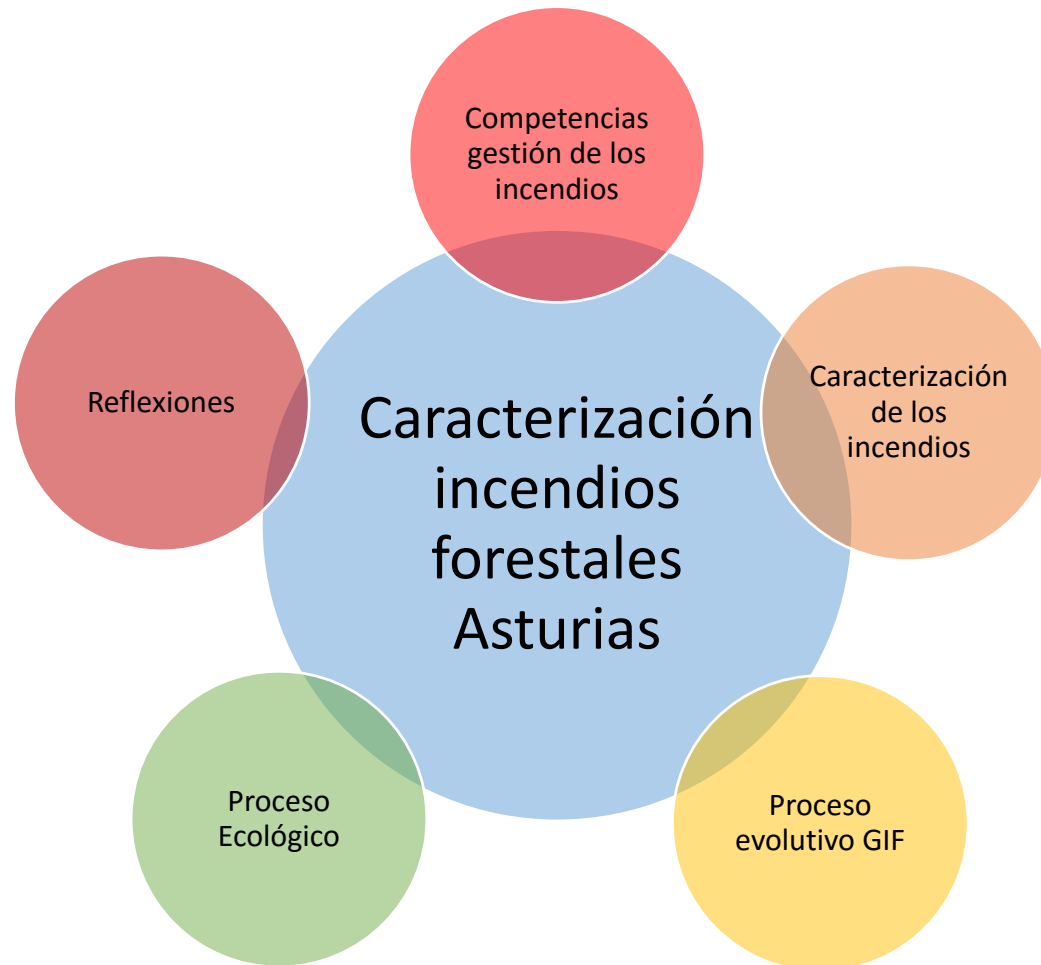 Competencias
gestión de los
incendios
Caracterización
de los
incendios
Reflexiones
Caracterización
incendios
forestales
Asturias
Proceso
Ecológico
Proceso
evolutivo GIF